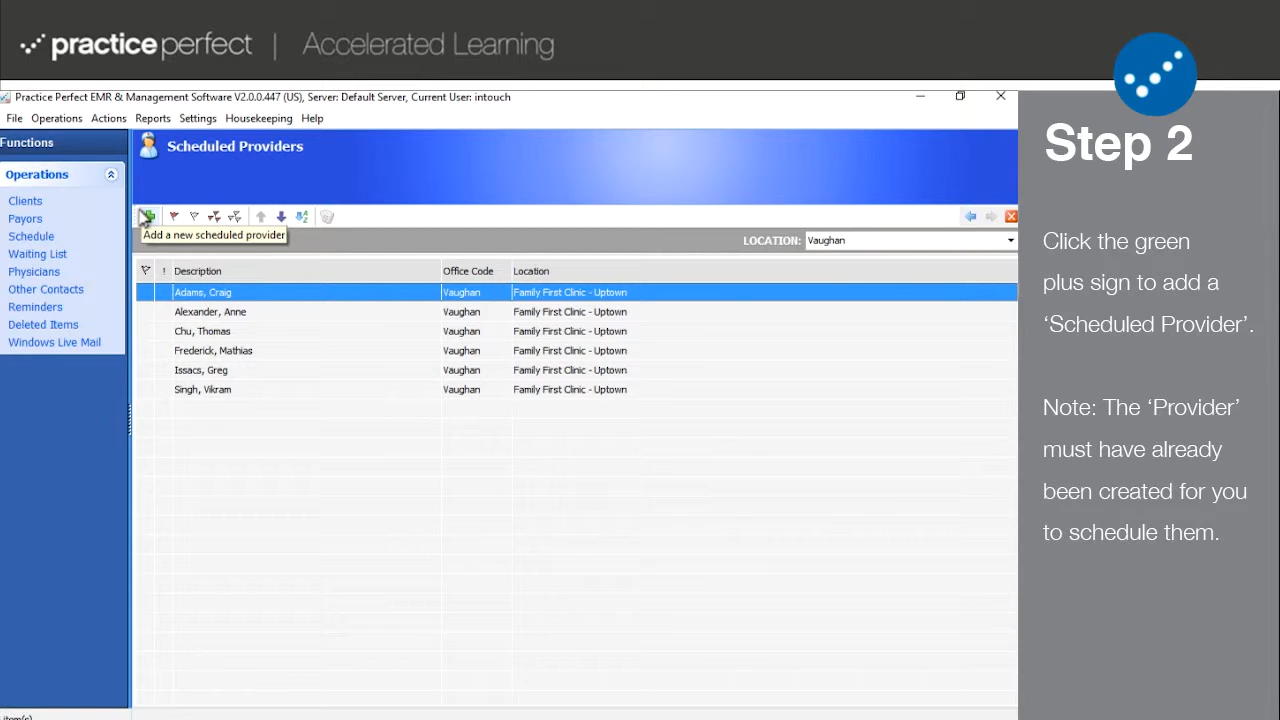 practiceperfect | Accelerated Learning
Practice Perfect EMR & Management Software V2.0.0.447 (US), Server: Default Server, Current User: intouch
File Operations Actions Reports Settings Housekeeping Help
Functions
Operations
Clients
Payors
Schedule
Waiting List
Physicians
Other Contacts
Reminders
Deleted Items
Windows Live Mail
Scheduled Providers
Add a new scheduled provider
LOCATION: Vaughan
! Description Office Code Location
Adams, Craig Vaughan Family First Clinic - Uptown
Alexander, Anne Vaughan Family First Clinic - Uptown
Chu, Thomas Vaughan Family First Clinic - Uptown
Frederick, Mathias Vaughan Family First Clinic - Uptown
Issacs, Greg Vaughan Family First Clinic - Uptown
Singh, Vikram Vaughan Family First Clinic - Uptown
Step 2
Click the green
plus sign to add a
‘Scheduled Provider’.
Note: The ‘Provider’
must have already
been created for you
to schedule them.